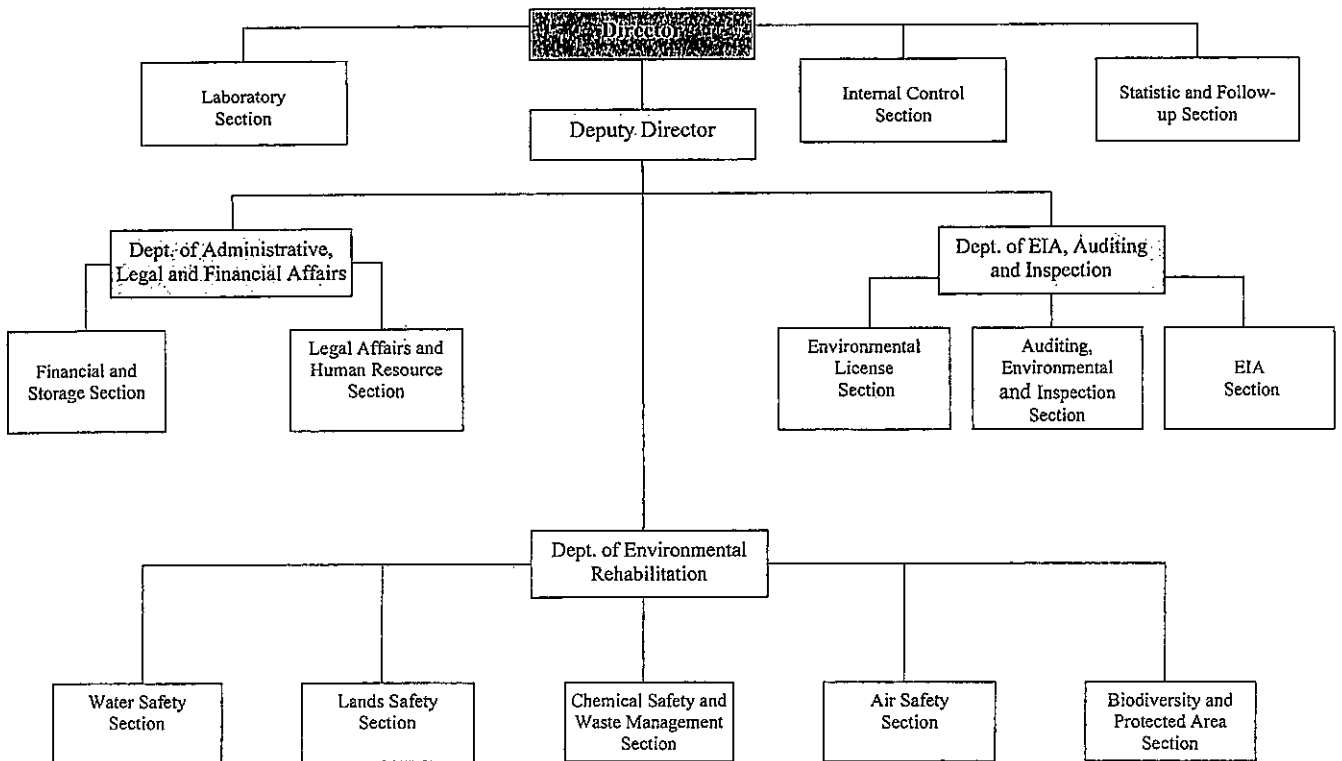 Director
Laboratory
Section
Internal Control
Section
Statistic and Follow-
up Section
Deputy Director
Dept. of Administrative,
Legal and Financial Affairs
Dept. of EIA, Auditing
and Inspection
Financial and
Storage Section
Legal Affairs and
Human Resource
Section
Environmental
License
Section
Auditing,
Environmental
and Inspection
Section
EIA
Section
Dept. of Environmental
Rehabilitation
Water Safety
Section
Lands Safety
Section
Chemical Safety and
Waste Management
Section
Air Safety
Section
Biodiversity and
Protected Area
Section